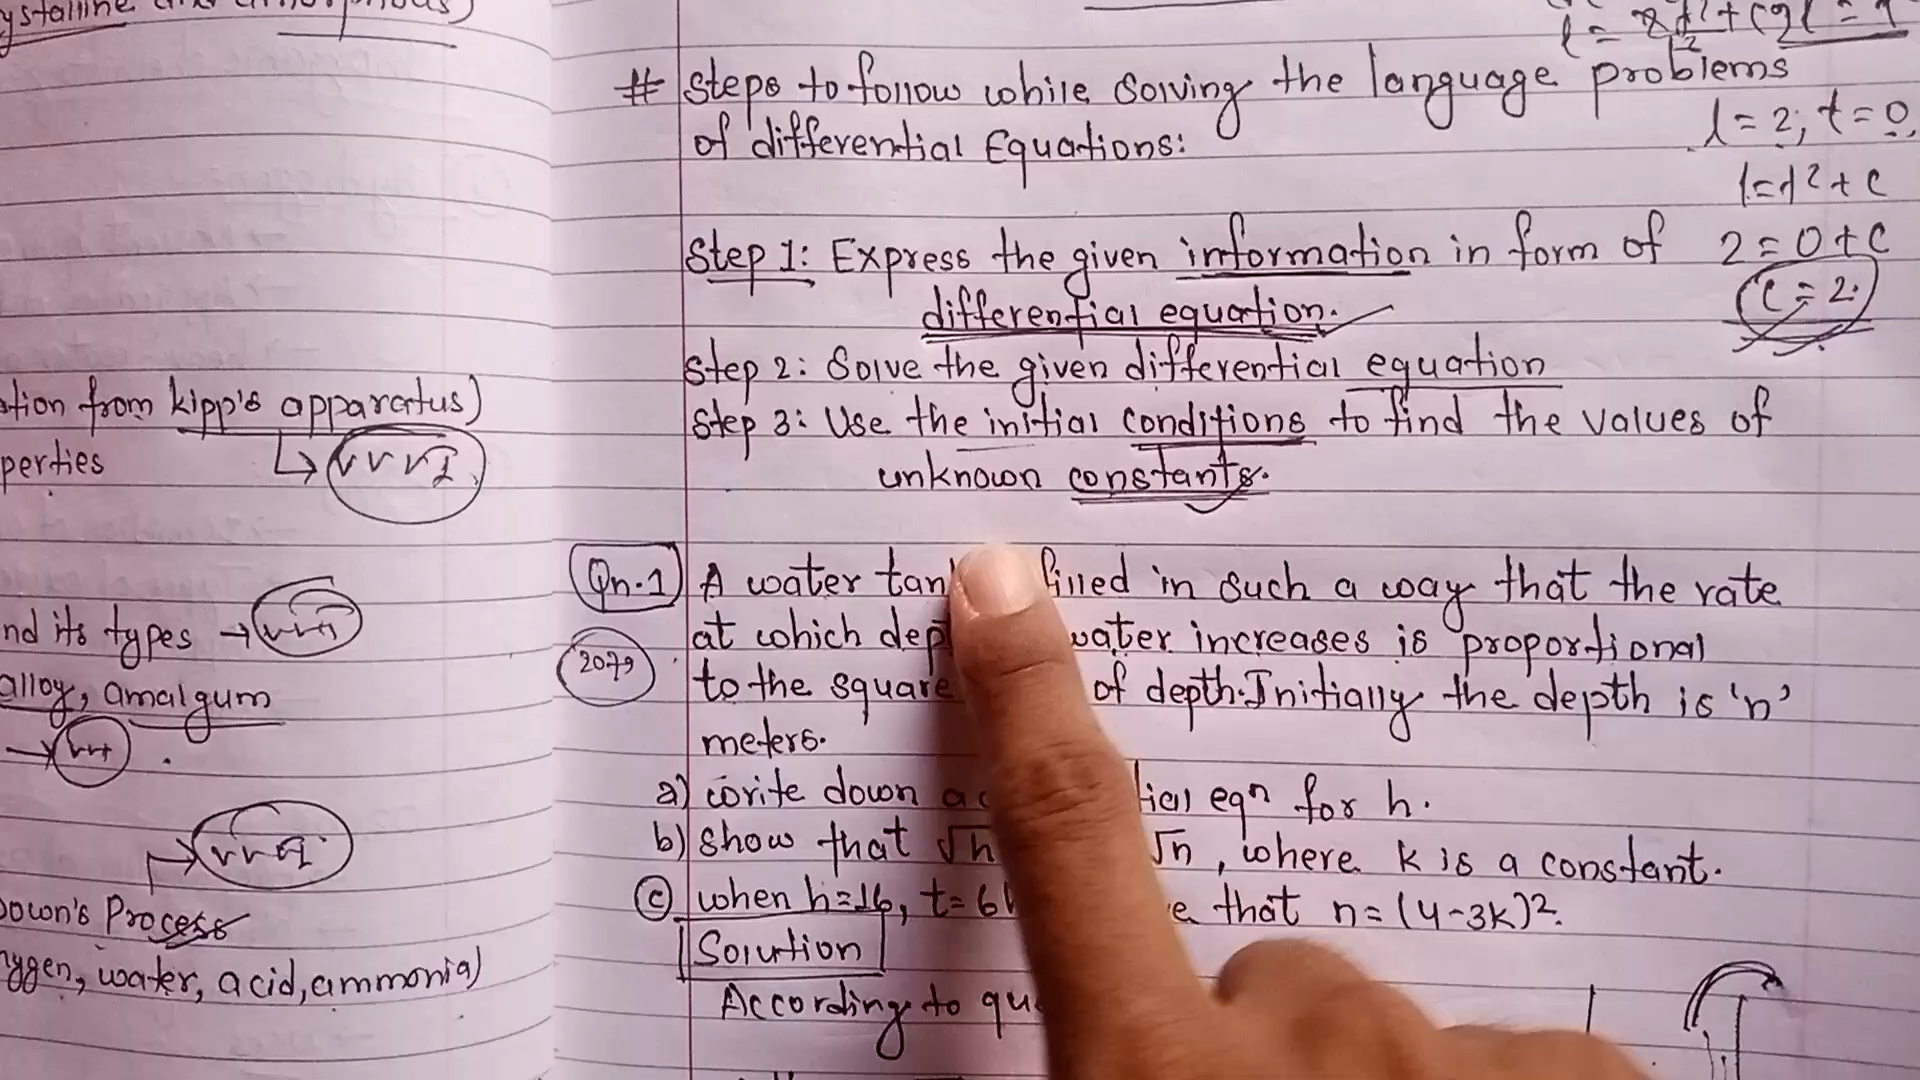 ystalline and amorphous)
ation from kipp's apparatus)
perties
nd its types →
alloy, amalgum
Down's Process
ygen, water, acid, ammonia)
# Steps to follow while Solving the language problems
of differential Equations:
l = 2; t = 0,
l = t² + c
2 = 0 + c
c = 2.
Step 1: Express the given information in form of
differential equation.
Step 2: Solve the given differential equation
Step 3: Use the initial conditions to find the values of
unknown constants.
Qn.1 A water tan filled in such a way that the rate
2079 at which dep water increases is proportional
to the square of depth. Initially the depth is 'n'
meters.
a) write down a tial eqn for h.
b) show that √h √n, where k is a constant.
c) when h=16, t=6 e that n=(4-3k)².
Solution
According to qu